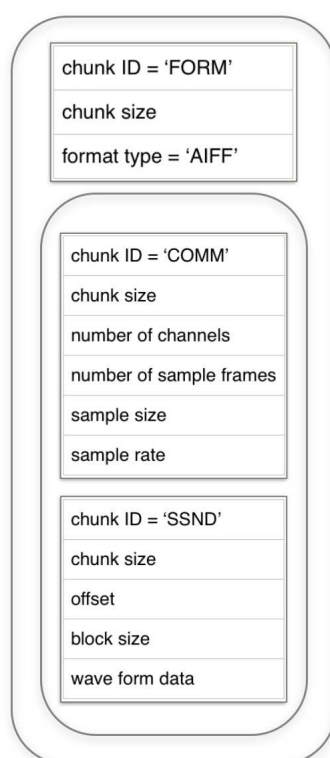 chunk ID = ‘FORM’
chunk size
format type = ‘AIFF’
chunk ID = ‘COMM’
chunk size
number of channels
number of sample frames
sample size
sample rate
chunk ID = ‘SSND’
chunk size
offset
block size
wave form data